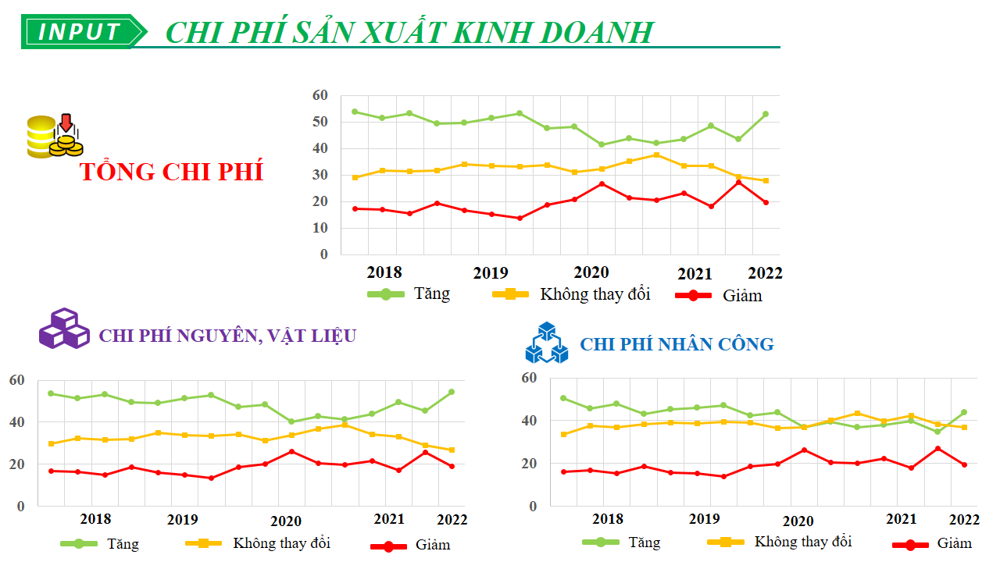 INPUT
CHI PHÍ SẢN XUẤT KINH DOANH
TỔNG CHI PHÍ
60
50
40
30
20
10
0
2018 2019 2020 2021 2022
Tăng Không thay đổi Giảm
CHI PHÍ NGUYÊN, VẬT LIỆU
60
40
20
0
2018 2019 2020 2021 2022
Tăng Không thay đổi Giảm
CHI PHÍ NHÂN CÔNG
60
40
20
0
2018 2019 2020 2021 2022
Tăng Không thay đổi Giảm